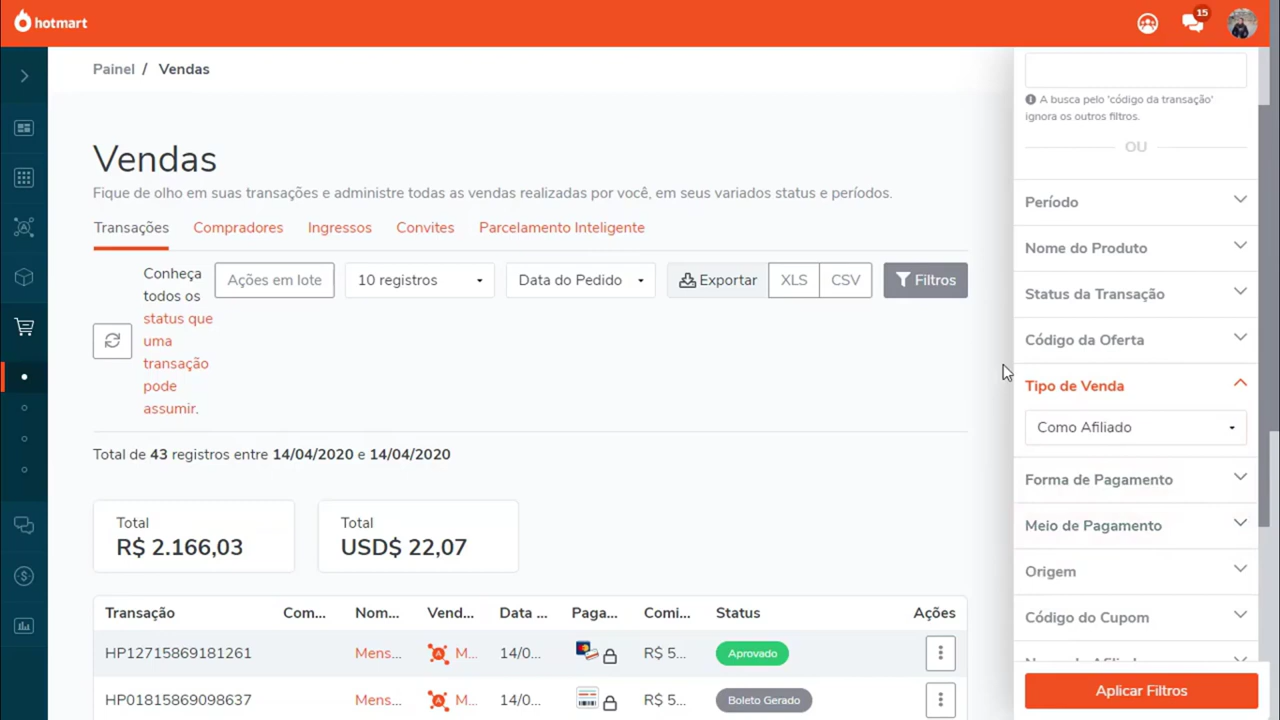 hotmart
15
Painel / Vendas
Vendas
Fique de olho em suas transações e administre todas as vendas realizadas por você, em seus variados status e períodos.
Transações Compradores Ingressos Convites Parcelamento Inteligente
Conheça
todos os
status que
uma
transação
pode
assumir.
Ações em lote
10 registros
Data do Pedido
Exportar XLS CSV
Filtros
Total de 43 registros entre 14/04/2020 e 14/04/2020
Total
R$ 2.166,03
Total
USD$ 22,07
Transação Com... Nom... Vend... Data ... Paga... Comi... Status Ações
HP12715869181261 Mens... M... 14/0... R$ 5... Aprovado
HP01815869098637 Mens... M... 14/0... R$ 5... Boleto Gerado
A busca pelo 'código da transação'
ignora os outros filtros.
OU
Período
Nome do Produto
Status da Transação
Código da Oferta
Tipo de Venda
Como Afiliado
Forma de Pagamento
Meio de Pagamento
Origem
Código do Cupom
Aplicar Filtros